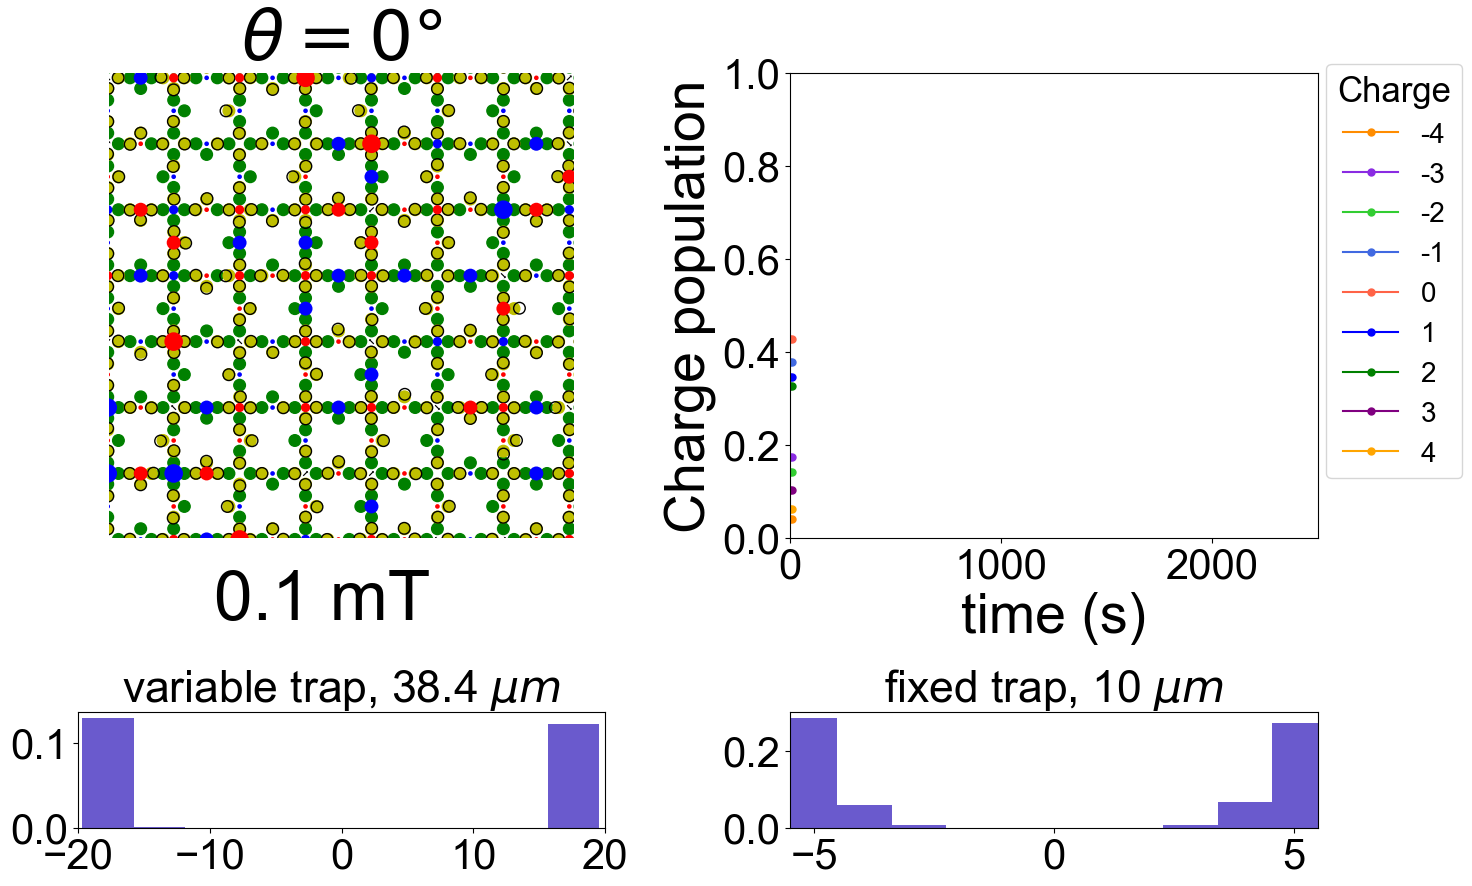 θ = 0°
0.1 mT
Charge population
1.0
0.8
0.6
0.4
0.2
0.0
0 1000 2000
time (s)
Charge
-4
-3
-2
-1
0
1
2
3
4
variable trap, 38.4 μm
0.1
0.0
−20 −10 0 10 20
fixed trap, 10 μm
0.2
0.0
−5 0 5